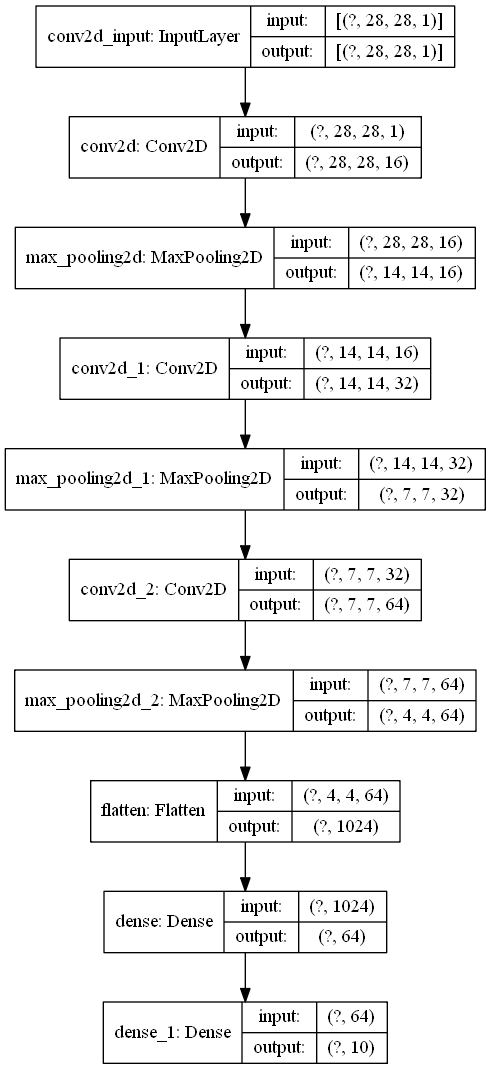 conv2d_input: InputLayer
input:
[(?, 28, 28, 1)]
output:
[(?, 28, 28, 1)]
conv2d: Conv2D
input:
(?, 28, 28, 1)
output:
(?, 28, 28, 16)
max_pooling2d: MaxPooling2D
input:
(?, 28, 28, 16)
output:
(?, 14, 14, 16)
conv2d_1: Conv2D
input:
(?, 14, 14, 16)
output:
(?, 14, 14, 32)
max_pooling2d_1: MaxPooling2D
input:
(?, 14, 14, 32)
output:
(?, 7, 7, 32)
conv2d_2: Conv2D
input:
(?, 7, 7, 32)
output:
(?, 7, 7, 64)
max_pooling2d_2: MaxPooling2D
input:
(?, 7, 7, 64)
output:
(?, 4, 4, 64)
flatten: Flatten
input:
(?, 4, 4, 64)
output:
(?, 1024)
dense: Dense
input:
(?, 1024)
output:
(?, 64)
dense_1: Dense
input:
(?, 64)
output:
(?, 10)